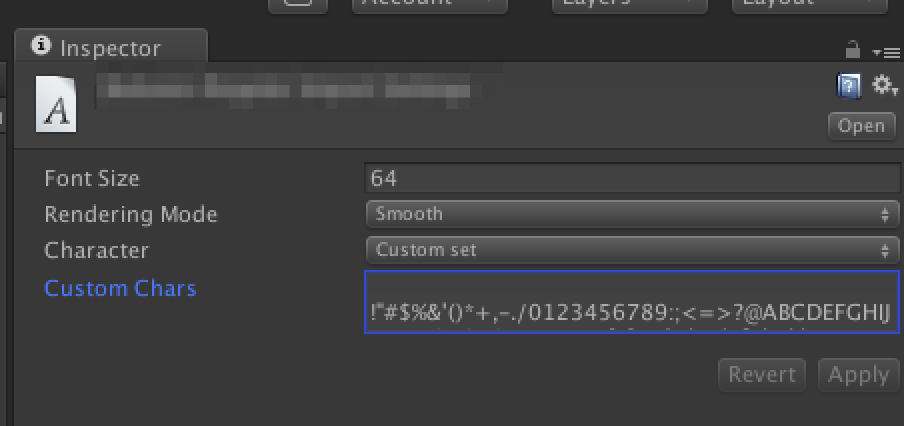 Account
Layers
Layout
Inspector
A
Open
Font Size 64
Rendering Mode Smooth
Character Custom set
Custom Chars
!"#$%&'()*+,-./0123456789:;<=>?@ABCDEFGHIJ
Revert Apply